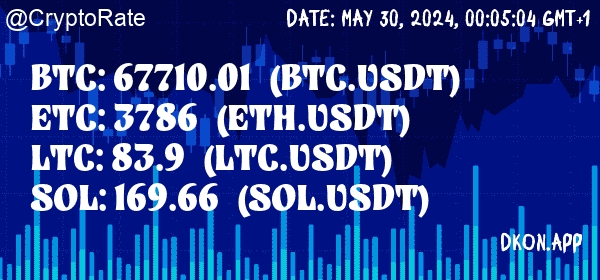 @CryptoRate
DATE: MAY 30, 2024, 00:05:04 GMT+1
BTC: 67710.01 (BTC.USDT)
ETC: 3786 (ETH.USDT)
LTC: 83.9 (LTC.USDT)
SOL: 169.66 (SOL.USDT)
DKON.APP